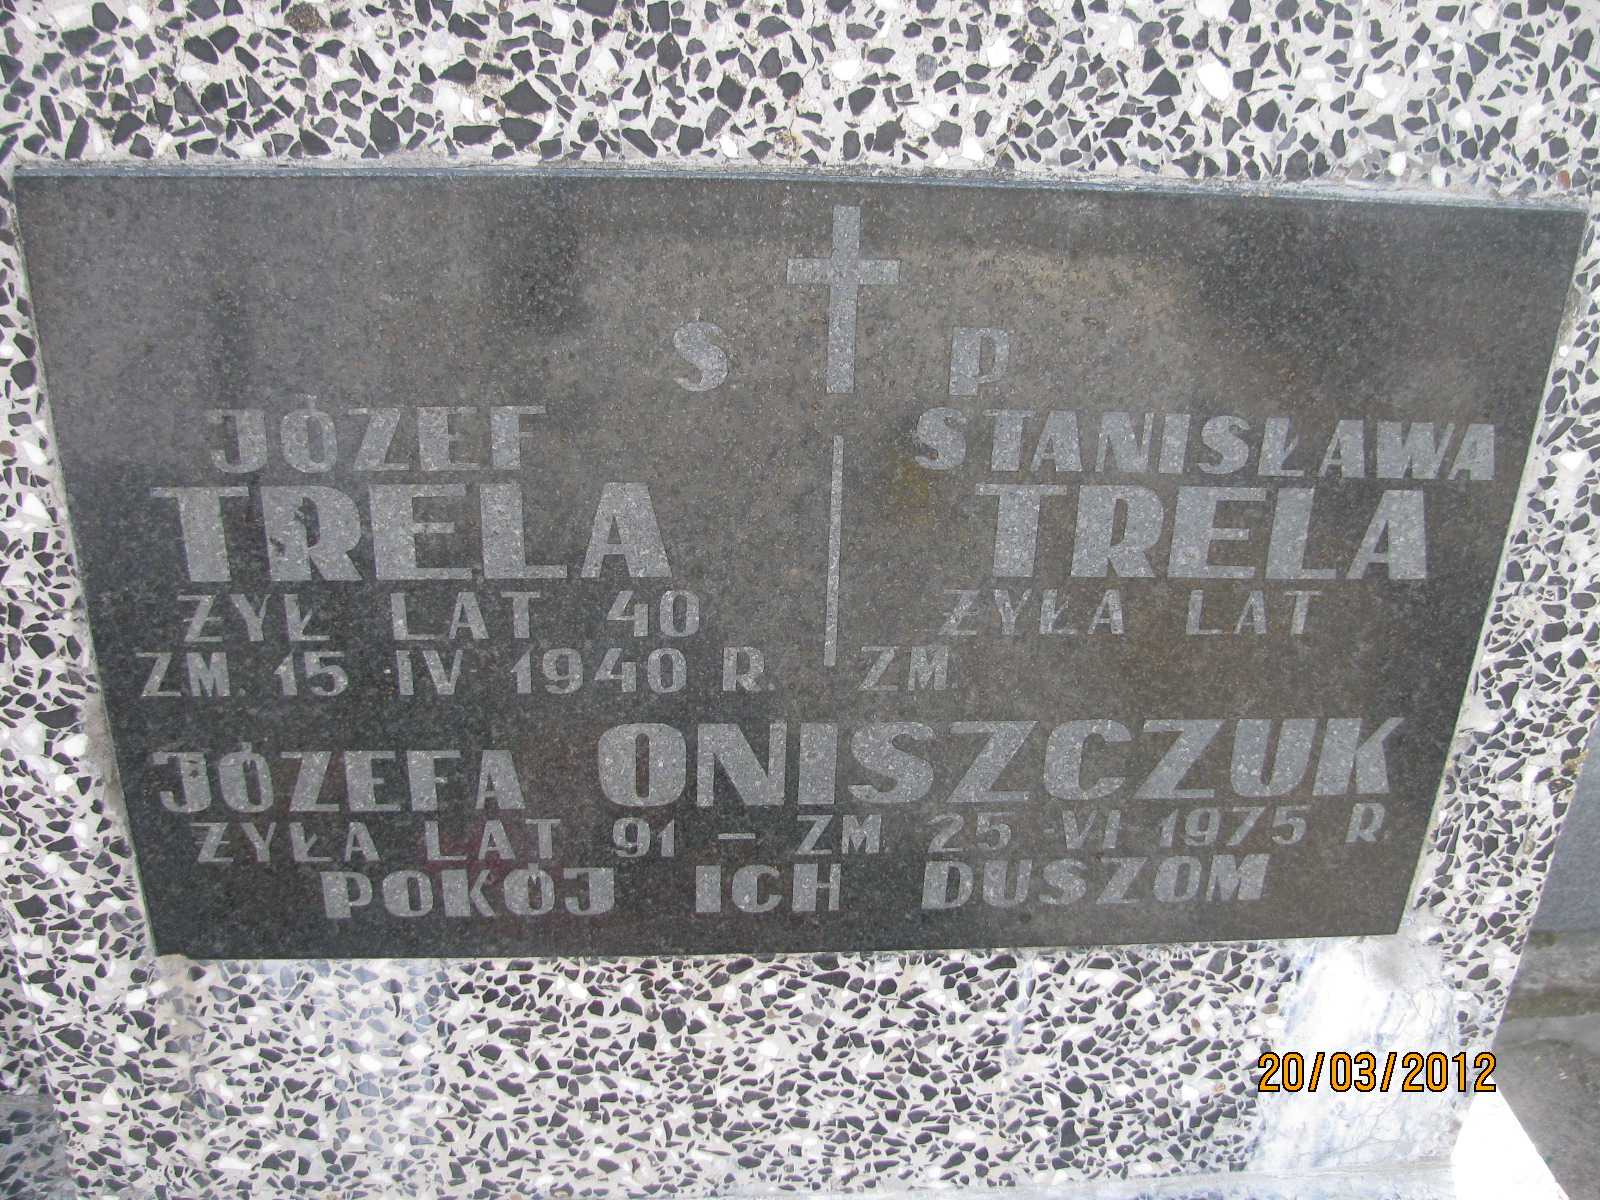 Ś P
JÓZEF
TRELA
ŻYŁ LAT 40
ZM. 15 IV 1940 R.
STANISŁAWA
TRELA
ŻYŁA LAT
ZM.
JÓZEFA ONISZCZUK
ŻYŁA LAT 91 - ZM. 25-VI-1975 R.
POKÓJ ICH DUSZOM
20/03/2012